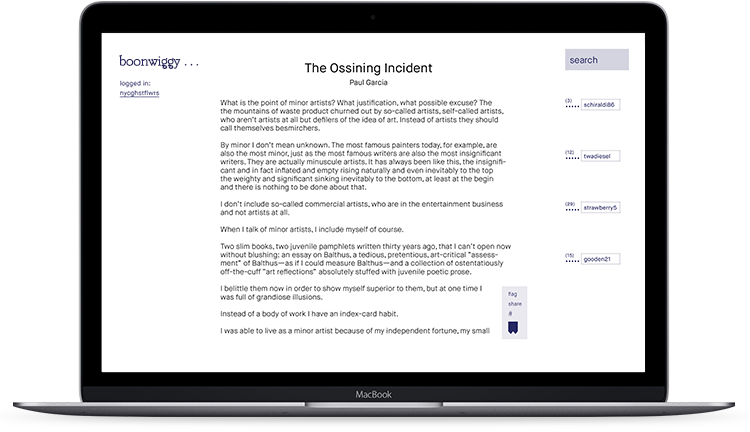 boonwiggy...
logged in:
nycghstflwrs
The Ossining Incident
Paul Garcia
What is the point of minor artists? What justification, what possible excuse? The
the mountains of waste product churned out by so-called artists, self-called artists,
who aren't artists at all but defilers of the idea of art. Instead of artists they should
call themselves besmirchers.
By minor I don't mean unknown. The most famous painters today, for example, are
also the most minor, just as the most famous writers are also the most insignificant
writers. They are actually minuscule artists. It has always been like this, the insignifi-
cant and in fact inflated and empty rising naturally and even inevitably to the top
the weighty and significant sinking inevitably to the bottom, at least at the begin
and there is nothing to be done about that.
I don't include so-called commercial artists, who are in the entertainment business
and not artists at all.
When I talk of minor artists, I include myself of course.
Two slim books, two juvenile pamphlets written thirty years ago, that I can't open now
without blushing: an essay on Balthus, a tedious, pretentious, art-critical "assess-
ment" of Balthus—as if I could measure Balthus—and a collection of ostentatiously
off-the-cuff "art reflections" absolutely stuffed with juvenile poetic prose.
I belittle them now in order to show myself superior to them, but at one time I
was full of grandiose illusions.
Instead of a body of work I have an index-card habit.
I was able to live as a minor artist because of my independent fortune, my small
flag
share
#
search
(3)
schiraldi86
(12)
twadiesel
(29)
strawberry5
(15)
gooden21
MacBook